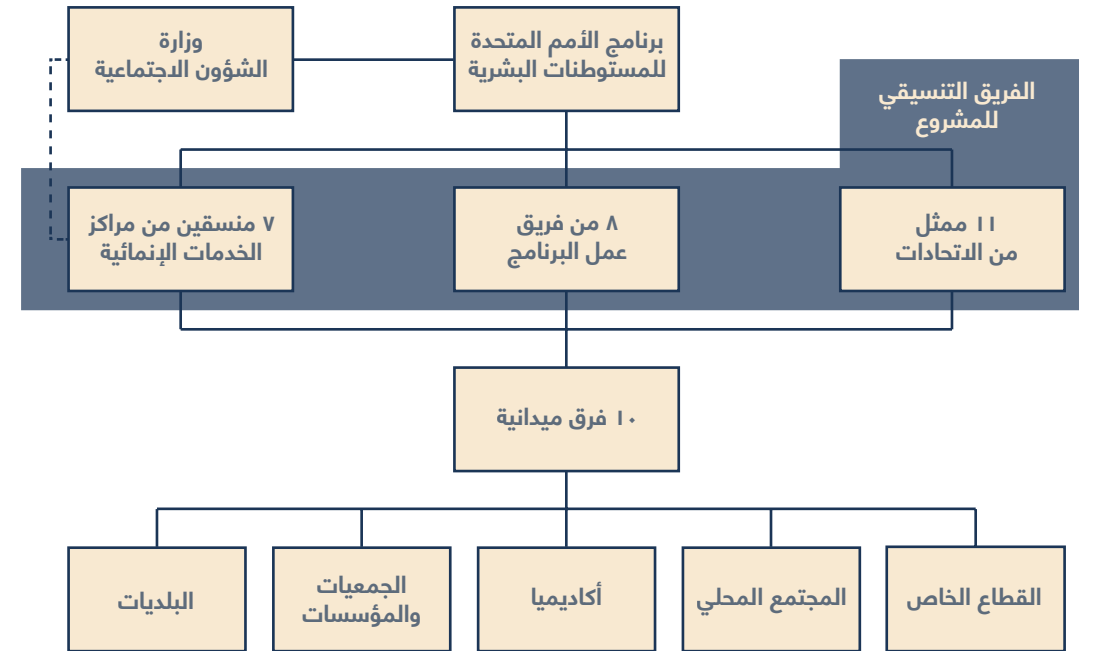 برنامج الأمم المتحدة
للمستوطنات البشرية
وزارة
الشؤون الاجتماعية
الفريق التنسيقي
للمشروع
١١ ممثل
من الاتحادات
٨ من فريق
عمل البرنامج
٧ منسقين من مراكز
الخدمات الإنمائية
١٠ فرق ميدانية
القطاع الخاص
المجتمع المحلي
أكاديميا
الجمعيات
والمؤسسات
البلديات